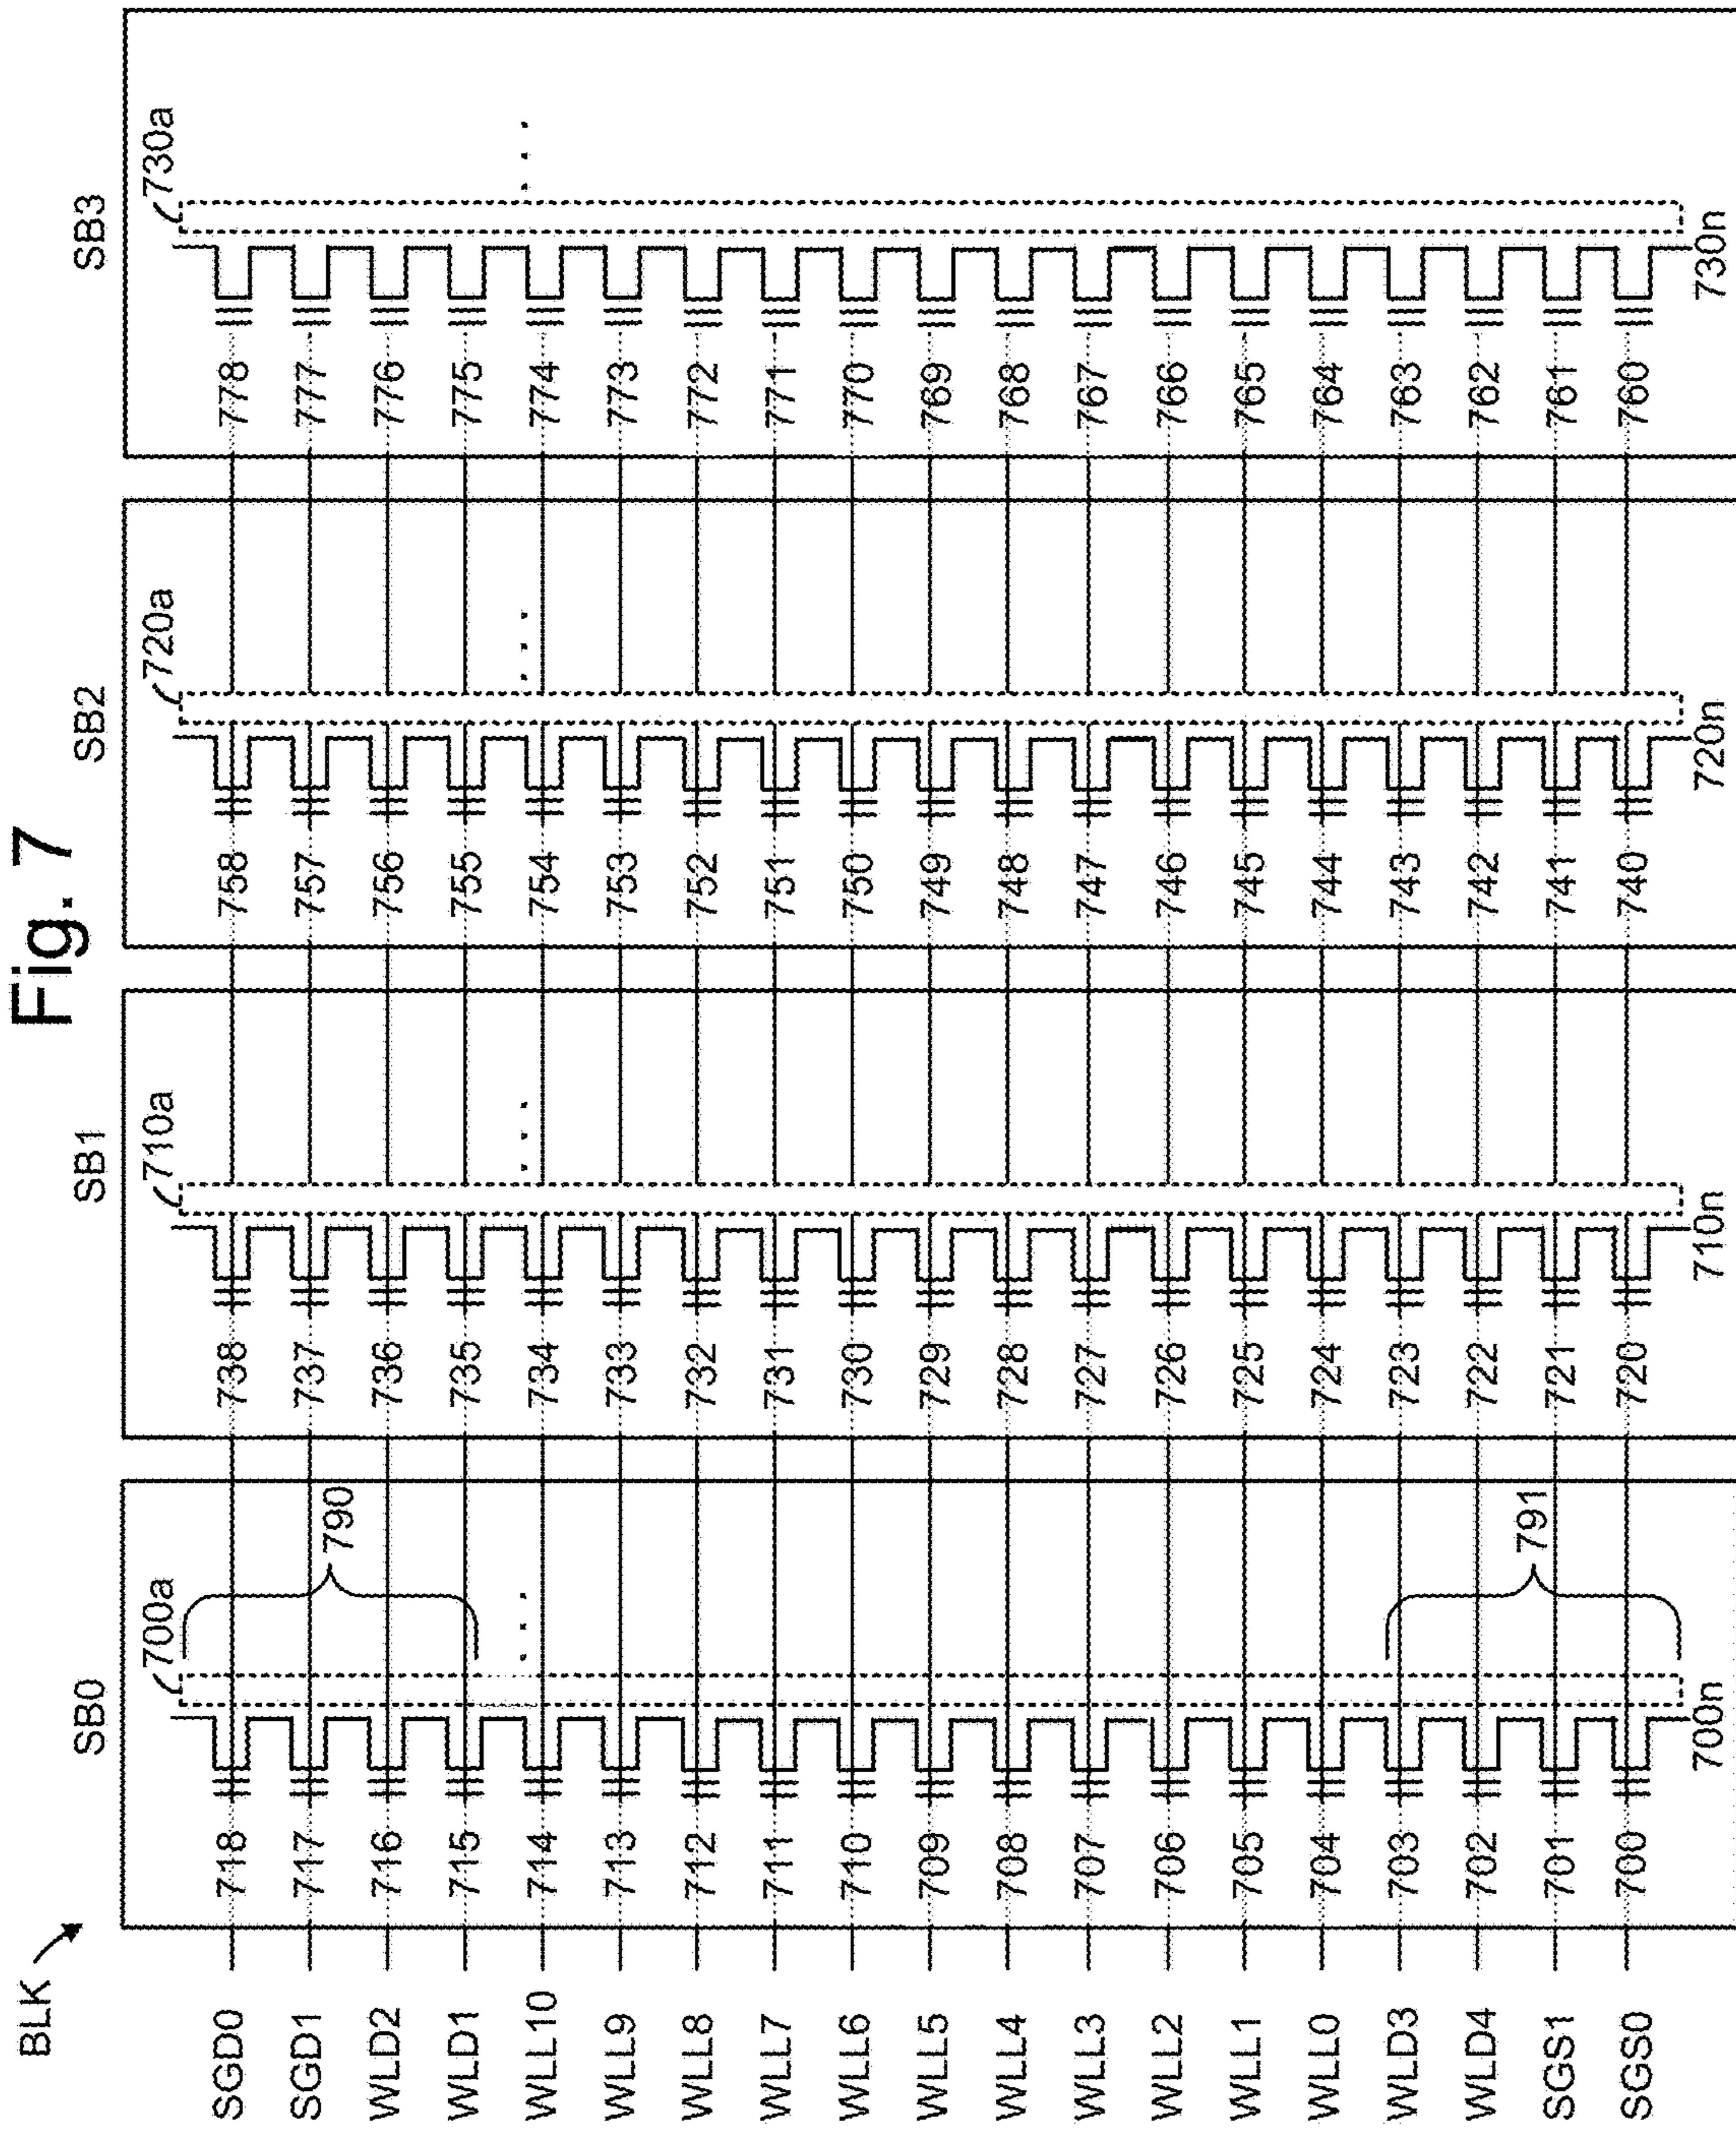 Fig. 7
BLK
SB0
SB1
SB2
SB3
700a
710a
720a
730a
SGD0 718 738 758 778
SGD1 717 737 757 777
790
WLD2 716 736 756 776
WLD1 715 735 755 775
. . . . . . . . . . . .
WLL10 714 734 754 774
WLL9 713 733 753 773
WLL8 712 732 752 772
WLL7 711 731 751 771
WLL6 710 730 750 770
WLL5 709 729 749 769
WLL4 708 728 748 768
WLL3 707 727 747 767
WLL2 706 726 746 766
WLL1 705 725 745 765
WLL0 704 724 744 764
WLD3 703 723 743 763
WLD4 702 722 742 762
791
SGS1 701 721 741 761
SGS0 700 720 740 760
700n
710n
720n
730n